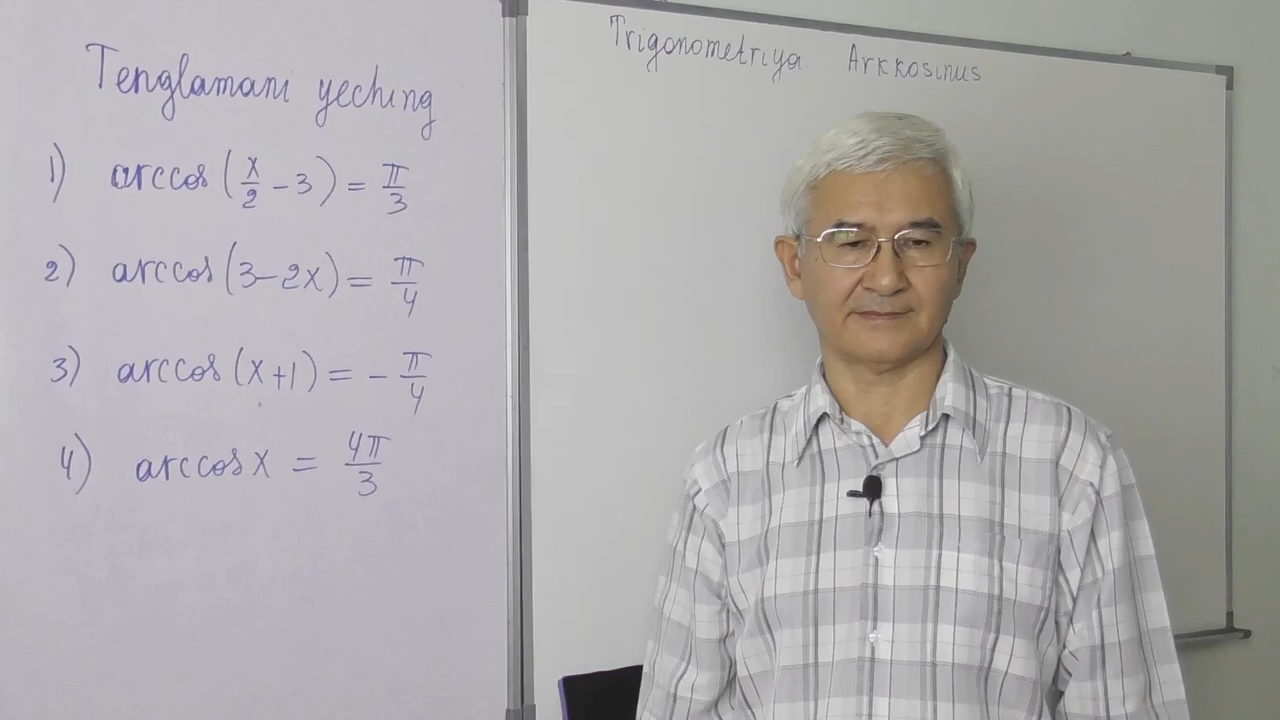 Tenglamani yeching
1) arccos (x/2 - 3) = π/3
2) arccos (3 - 2x) = π/4
3) arccos (x + 1) = - π/4
4) arccos x = 4π/3
Trigonometriya Arkkosinus